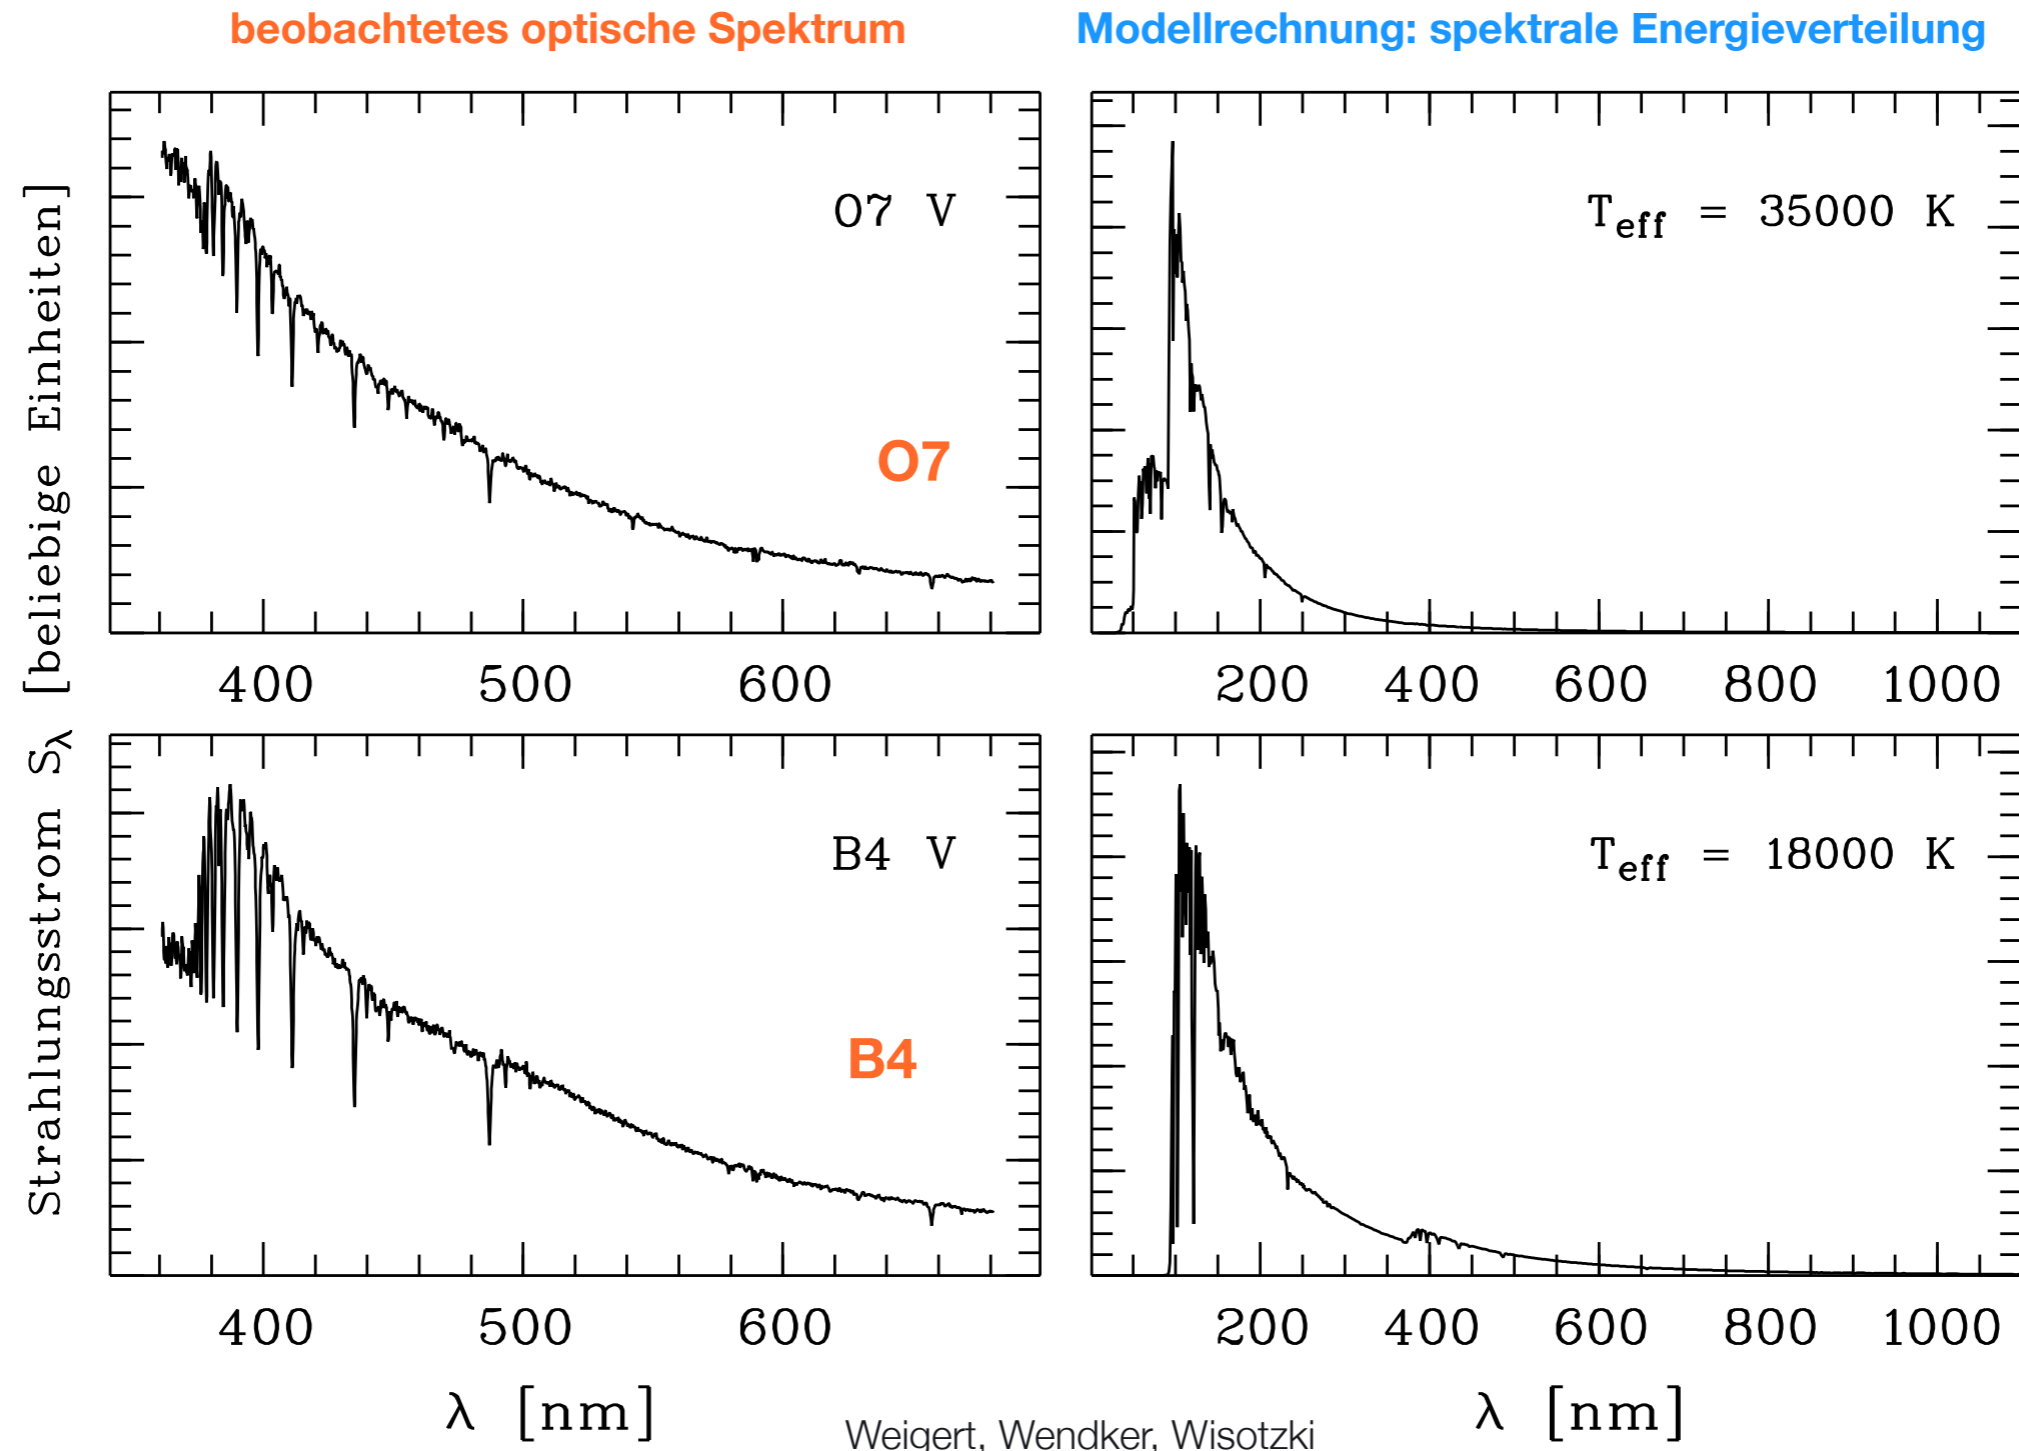 beobachtetes optische Spektrum
Modellrechnung: spektrale Energieverteilung
Strahlungsstrom Sλ [beliebige Einheiten]
O7 V
O7
400 500 600
Teff = 35000 K
200 400 600 800 1000
B4 V
B4
400 500 600
λ [nm]
Teff = 18000 K
200 400 600 800 1000
λ [nm]
Weigert, Wendker, Wisotzki